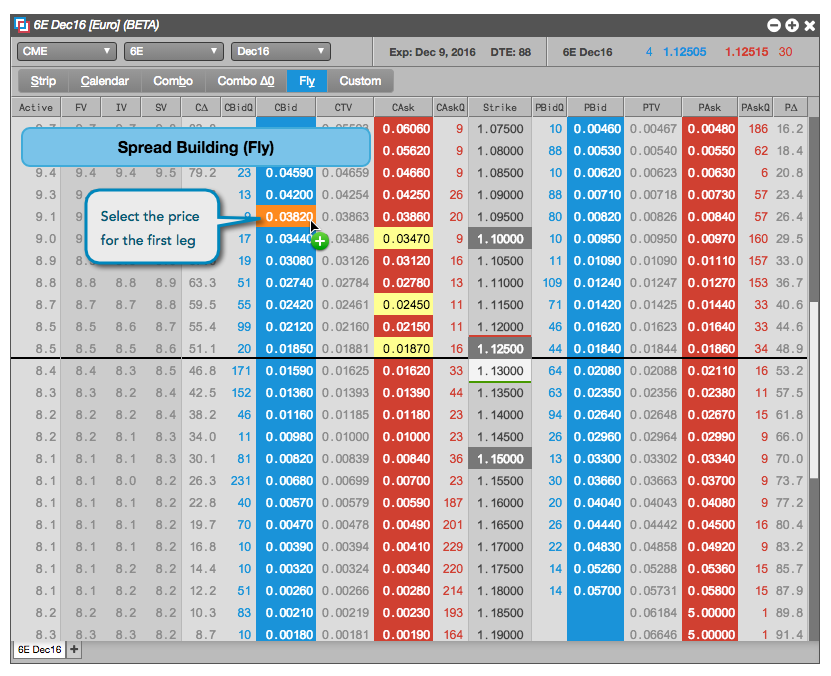 6E Dec16 [Euro] (BETA)
CME 6E Dec16 Exp: Dec 9, 2016 DTE: 88 6E Dec16 4 1.12505 1.12515 30
Strip Calendar Combo Combo Δ0 Fly Custom
Active FV IV SV CΔ CBidQ CBid CTV CAsk CAskQ Strike PBidQ PBid PTV PAsk PAskQ PΔ
0.06060 9 1.07500 10 0.00460 0.00467 0.00480 186 16.2
Spread Building (Fly) 0.05620 9 1.08000 88 0.00530 0.00540 0.00550 62 18.4
9.4 9.4 9.4 9.5 79.2 23 0.04590 0.04659 0.04660 9 1.08500 10 0.00620 0.00623 0.00630 6 20.8
9.3 13 0.04200 0.04254 0.04250 26 1.09000 88 0.00710 0.00718 0.00730 57 23.4
9.1 Select the price 0.03820 0.03863 0.03860 20 1.09500 80 0.00820 0.00826 0.00840 57 26.4
9.0 for the first leg 17 0.03440 0.03486 0.03470 9 1.10000 10 0.00950 0.00950 0.00970 160 29.5
8.9 19 0.03080 0.03126 0.03120 16 1.10500 11 0.01090 0.01090 0.01110 157 33.0
8.8 8.8 8.8 8.9 63.3 51 0.02740 0.02784 0.02780 13 1.11000 109 0.01240 0.01247 0.01270 153 36.7
8.7 8.7 8.7 8.8 59.5 55 0.02420 0.02461 0.02450 11 1.11500 71 0.01420 0.01425 0.01440 33 40.6
8.5 8.5 8.6 8.7 55.4 99 0.02120 0.02160 0.02150 11 1.12000 46 0.01620 0.01623 0.01640 33 44.6
8.5 8.5 8.5 8.6 51.1 20 0.01850 0.01881 0.01870 16 1.12500 44 0.01840 0.01844 0.01860 34 48.9
8.4 8.4 8.3 8.5 46.8 171 0.01590 0.01625 0.01620 33 1.13000 64 0.02080 0.02088 0.02110 16 53.2
8.3 8.3 8.2 8.4 42.5 152 0.01360 0.01393 0.01390 44 1.13500 63 0.02350 0.02356 0.02380 11 57.5
8.2 8.2 8.2 8.4 38.2 46 0.01160 0.01185 0.01180 23 1.14000 94 0.02640 0.02648 0.02670 15 61.8
8.2 8.2 8.1 8.3 34.0 11 0.00980 0.01000 0.01000 23 1.14500 26 0.02960 0.02964 0.02990 9 66.0
8.2 8.2 8.1 8.3 30.1 81 0.00820 0.00839 0.00840 36 1.15000 13 0.03300 0.03302 0.03340 9 70.0
8.1 8.1 8.0 8.2 26.3 231 0.00680 0.00699 0.00700 23 1.15500 30 0.03660 0.03663 0.03700 9 73.7
8.1 8.1 8.1 8.2 22.8 40 0.00570 0.00579 0.00590 187 1.16000 20 0.04040 0.04043 0.04080 9 77.2
8.1 8.1 8.1 8.2 19.7 70 0.00470 0.00478 0.00490 201 1.16500 26 0.04440 0.04442 0.04500 16 80.4
8.1 8.1 8.1 8.2 16.8 10 0.00390 0.00394 0.00410 229 1.17000 22 0.04830 0.04858 0.04920 9 83.2
8.1 8.1 8.2 8.2 14.4 10 0.00320 0.00324 0.00340 220 1.17500 14 0.05260 0.05288 0.05360 15 85.7
8.1 8.1 8.2 8.2 12.2 51 0.00260 0.00266 0.00280 214 1.18000 14 0.05700 0.05731 0.05800 15 87.9
8.2 8.2 8.2 8.2 10.3 83 0.00210 0.00219 0.00230 193 1.18500 0.06184 5.00000 1 89.8
8.3 8.3 8.3 8.2 8.7 10 0.00180 0.00181 0.00190 164 1.19000 0.06646 5.00000 1 91.4
6E Dec16 +